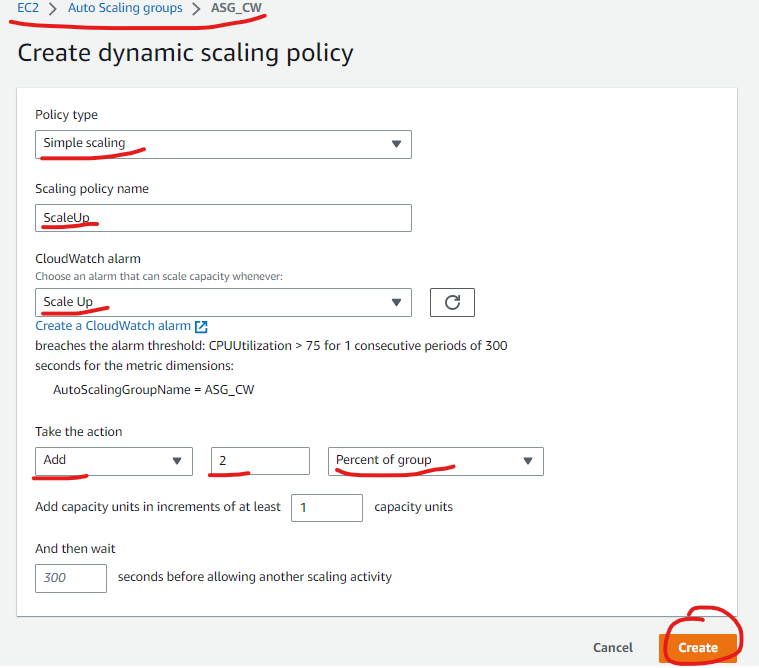 EC2 > Auto Scaling groups > ASG_CW
Create dynamic scaling policy
Policy type
Simple scaling
Scaling policy name
ScaleUp
CloudWatch alarm
Choose an alarm that can scale capacity whenever:
Scale Up
Create a CloudWatch alarm
breaches the alarm threshold: CPUUtilization > 75 for 1 consecutive periods of 300
seconds for the metric dimensions:
AutoScalingGroupName = ASG_CW
Take the action
Add 2 Percent of group
Add capacity units in increments of at least 1 capacity units
And then wait
300 seconds before allowing another scaling activity
Cancel Create